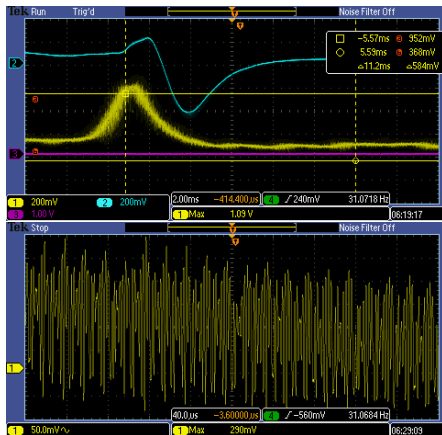 Tek Run Trig'd Noise Filter Off
-5.57ms 952mV
5.59ms 368mV
△11.2ms △584mV
2
3
1 200mV 2 200mV 2.00ms -414.400µs 4 240mV 31.0718 Hz
3 1.00 V 1 Max 1.09 V 06:19:17
Tek Stop Noise Filter Off
1
40.0µs -3.60000µs 4 -560mV 31.0684 Hz
1 50.0mV 1 Max 290mV 06:29:09